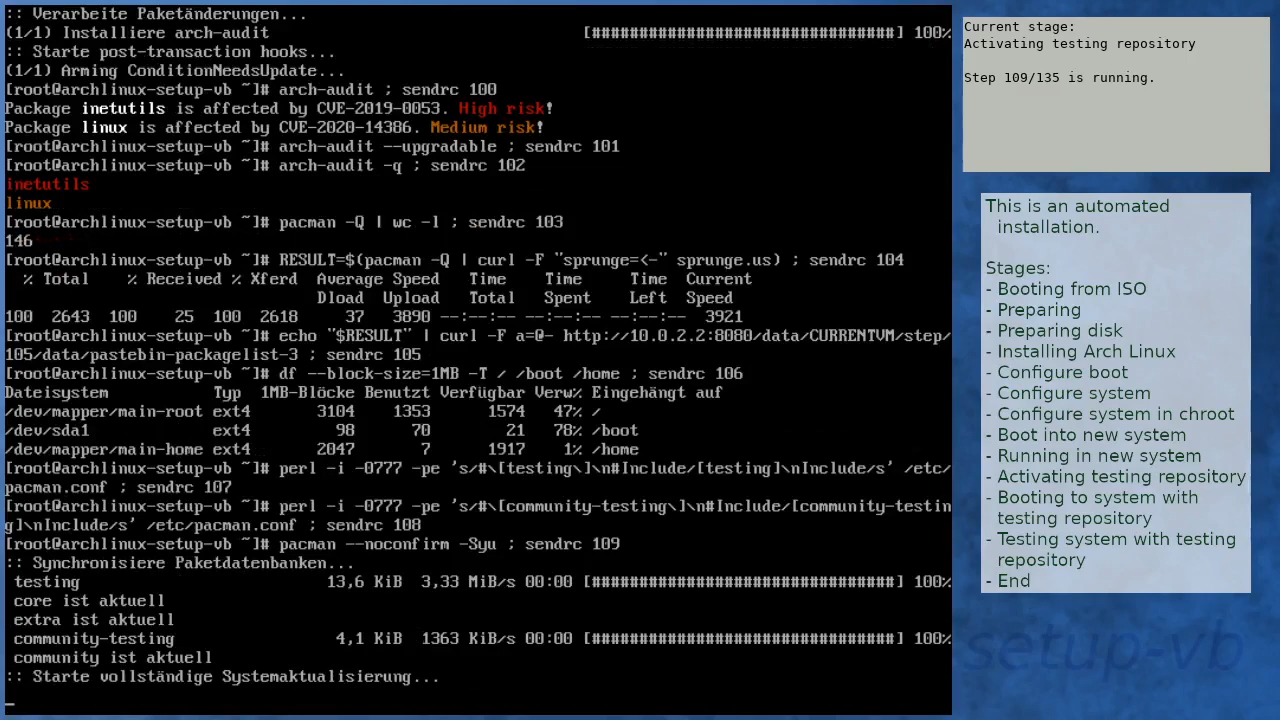 :: Verarbeite Paketänderungen...
(1/1) Installiere arch-audit [##############################] 100%
:: Starte post-transaction hooks...
(1/1) Arming ConditionNeedsUpdate...
[root@archlinux-setup-vb ~]# arch-audit ; sendrc 100
Package inetutils is affected by CVE-2019-0053. High risk!
Package linux is affected by CVE-2020-14386. Medium risk!
[root@archlinux-setup-vb ~]# arch-audit --upgradable ; sendrc 101
[root@archlinux-setup-vb ~]# arch-audit -q ; sendrc 102
inetutils
linux
[root@archlinux-setup-vb ~]# pacman -Q | wc -l ; sendrc 103
146
[root@archlinux-setup-vb ~]# RESULT=$(pacman -Q | curl -F "sprunge=<-" sprunge.us) ; sendrc 104
% Total % Received % Xferd Average Speed Time Time Time Current
Dload Upload Total Spent Left Speed
100 2643 100 25 100 2618 37 3890 --:--:-- --:--:-- --:--:-- 3921
[root@archlinux-setup-vb ~]# echo "$RESULT" | curl -F a=@- http://10.0.2.2:8080/data/CURRENTVM/step/
105/data/pastebin-packagelist-3 ; sendrc 105
[root@archlinux-setup-vb ~]# df --block-size=1MB -T / /boot /home ; sendrc 106
Dateisystem Typ 1MB-Blöcke Benutzt Verfügbar Verw% Eingehängt auf
/dev/mapper/main-root ext4 3104 1353 1574 47% /
/dev/sda1 ext4 98 70 21 78% /boot
/dev/mapper/main-home ext4 2047 7 1917 1% /home
[root@archlinux-setup-vb ~]# perl -i -0777 -pe 's/#\[testing\]\n#Include/[testing]\nInclude/s' /etc/
pacman.conf ; sendrc 107
[root@archlinux-setup-vb ~]# perl -i -0777 -pe 's/#\[community-testing\]\n#Include/[community-testin
g]\nInclude/s' /etc/pacman.conf ; sendrc 108
[root@archlinux-setup-vb ~]# pacman --noconfirm -Syu ; sendrc 109
:: Synchronisiere Paketdatenbanken...
testing 13,6 KiB 3,33 MiB/s 00:00 [##############################] 100%
core ist aktuell
extra ist aktuell
community-testing 4,1 KiB 1363 KiB/s 00:00 [##############################] 100%
community ist aktuell
:: Starte vollständige Systemaktualisierung...
_
Current stage:
Activating testing repository
Step 109/135 is running.
This is an automated
installation.
Stages:
- Booting from ISO
- Preparing
- Preparing disk
- Installing Arch Linux
- Configure boot
- Configure system
- Configure system in chroot
- Boot into new system
- Running in new system
- Activating testing repository
- Booting to system with
testing repository
- Testing system with testing
repository
- End
setup-vb